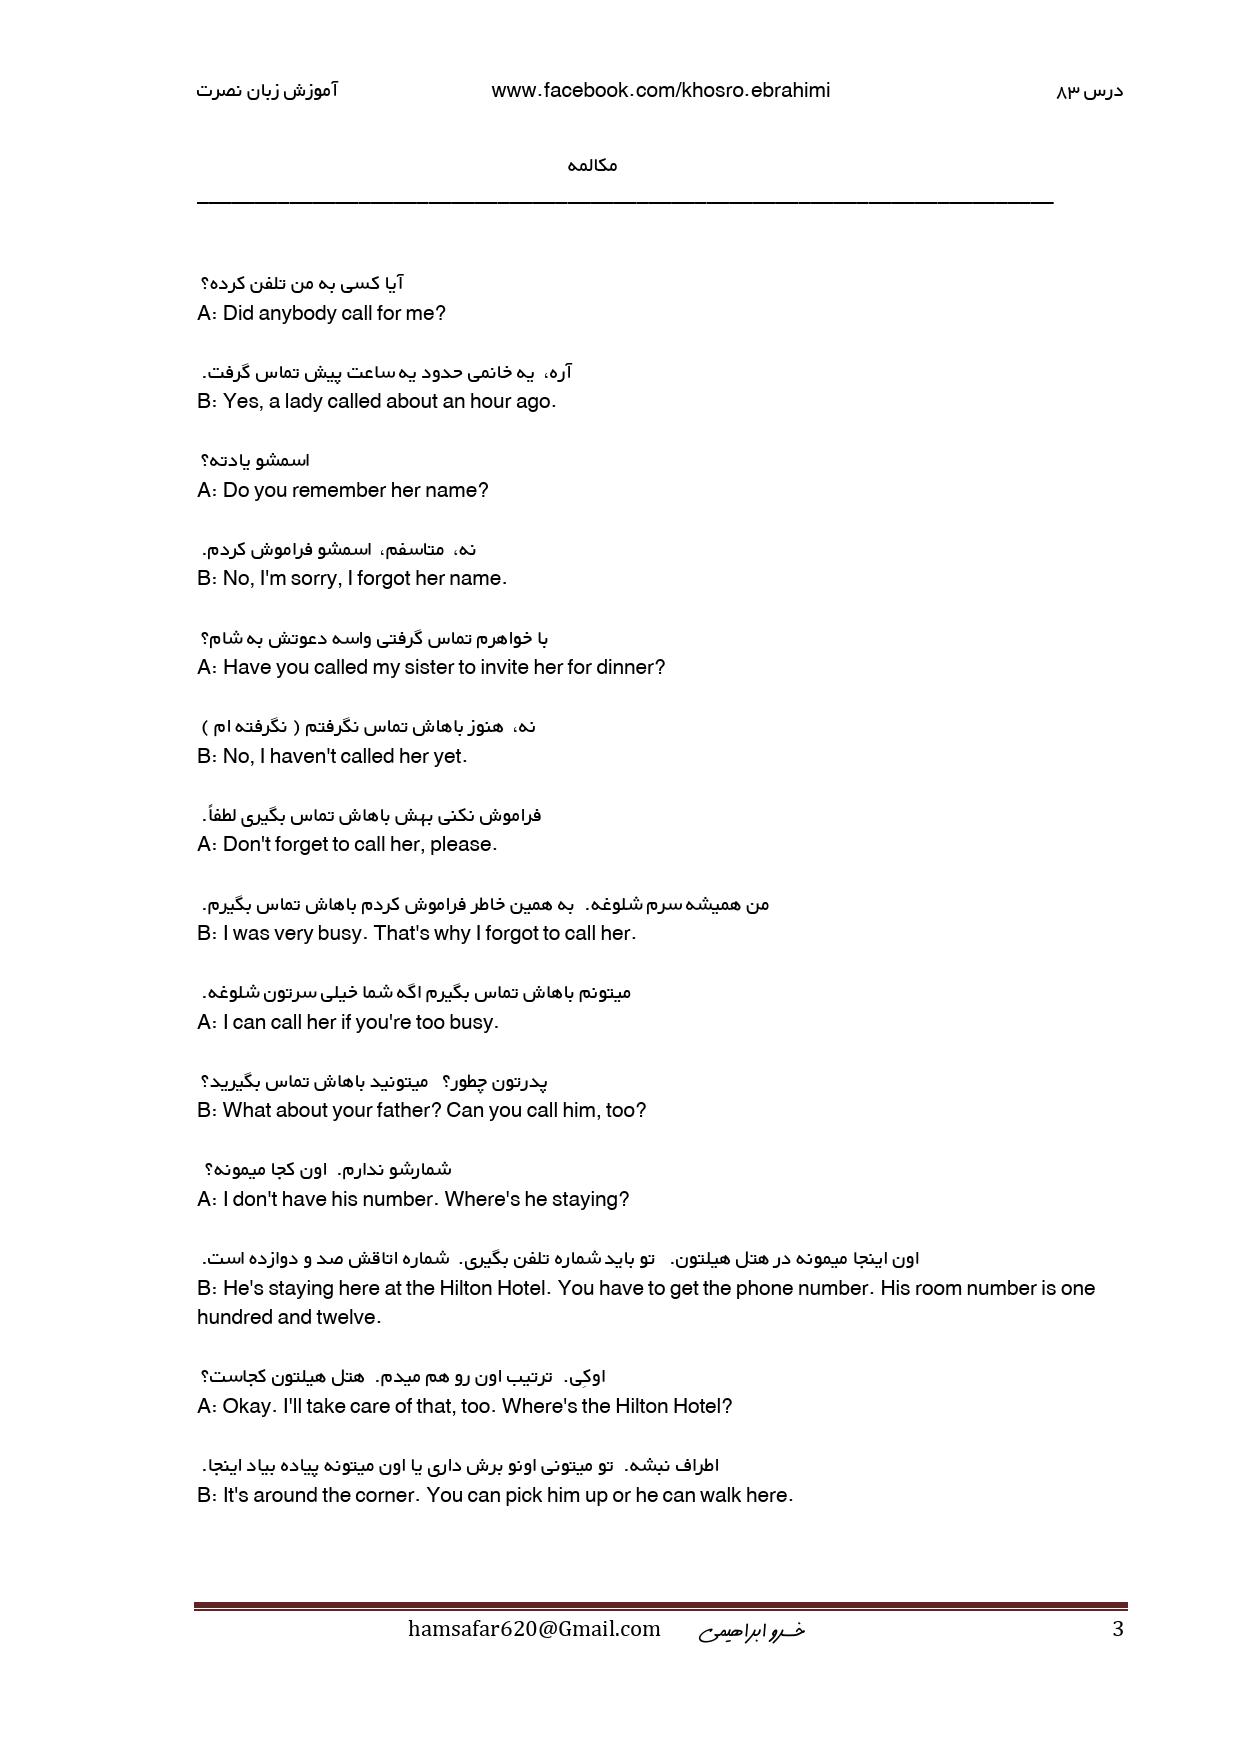 آموزش زبان نصرت www.facebook.com/khosro.ebrahimi درس ۸۳
مکالمه
آیا کسی به من تلفن کرده؟
A: Did anybody call for me?
آره، یه خانمی حدود یه ساعت پیش تماس گرفت.
B: Yes, a lady called about an hour ago.
اسمشو یادته؟
A: Do you remember her name?
نه، متاسفم، اسمشو فراموش کردم.
B: No, I'm sorry, I forgot her name.
با خواهرم تماس گرفتی واسه دعوتش به شام؟
A: Have you called my sister to invite her for dinner?
نه، هنوز باهاش تماس نگرفتم ( نگرفته ام )
B: No, I haven't called her yet.
فراموش نکنی بهش باهاش تماس بگیری لطفاً.
A: Don't forget to call her, please.
من همیشه سرم شلوغه. به همین خاطر فراموش کردم باهاش تماس بگیرم.
B: I was very busy. That's why I forgot to call her.
میتونم باهاش تماس بگیرم اگه شما خیلی سرتون شلوغه.
A: I can call her if you're too busy.
پدرتون چطور؟ میتونید باهاش تماس بگیرید؟
B: What about your father? Can you call him, too?
شمارشو ندارم. اون کجا میمونه؟
A: I don't have his number. Where's he staying?
اون اینجا میمونه در هتل هیلتون. تو باید شماره تلفن بگیری. شماره اتاقش صد و دوازده است.
B: He's staying here at the Hilton Hotel. You have to get the phone number. His room number is one
hundred and twelve.
اوکِی. ترتیب اون رو هم میدم. هتل هیلتون کجاست؟
A: Okay. I'll take care of that, too. Where's the Hilton Hotel?
اطراف نبشه. تو میتونی اونو برش داری یا اون میتونه پیاده بیاد اینجا.
B: It's around the corner. You can pick him up or he can walk here.
hamsafar620@Gmail.com خسرو ابراهیمی 3